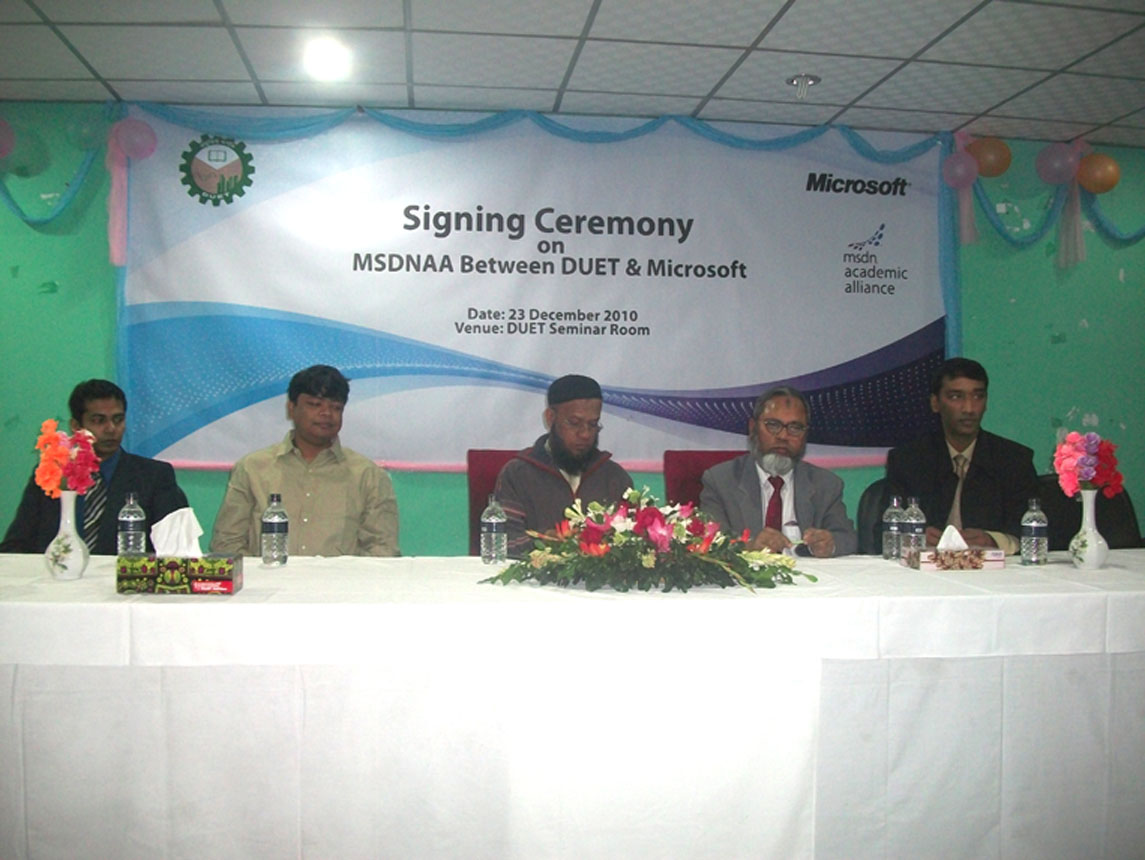 DUET
Microsoft
Signing Ceremony
on
MSDNAA Between DUET & Microsoft
msdn
academic
alliance
Date: 23 December 2010
Venue: DUET Seminar Room